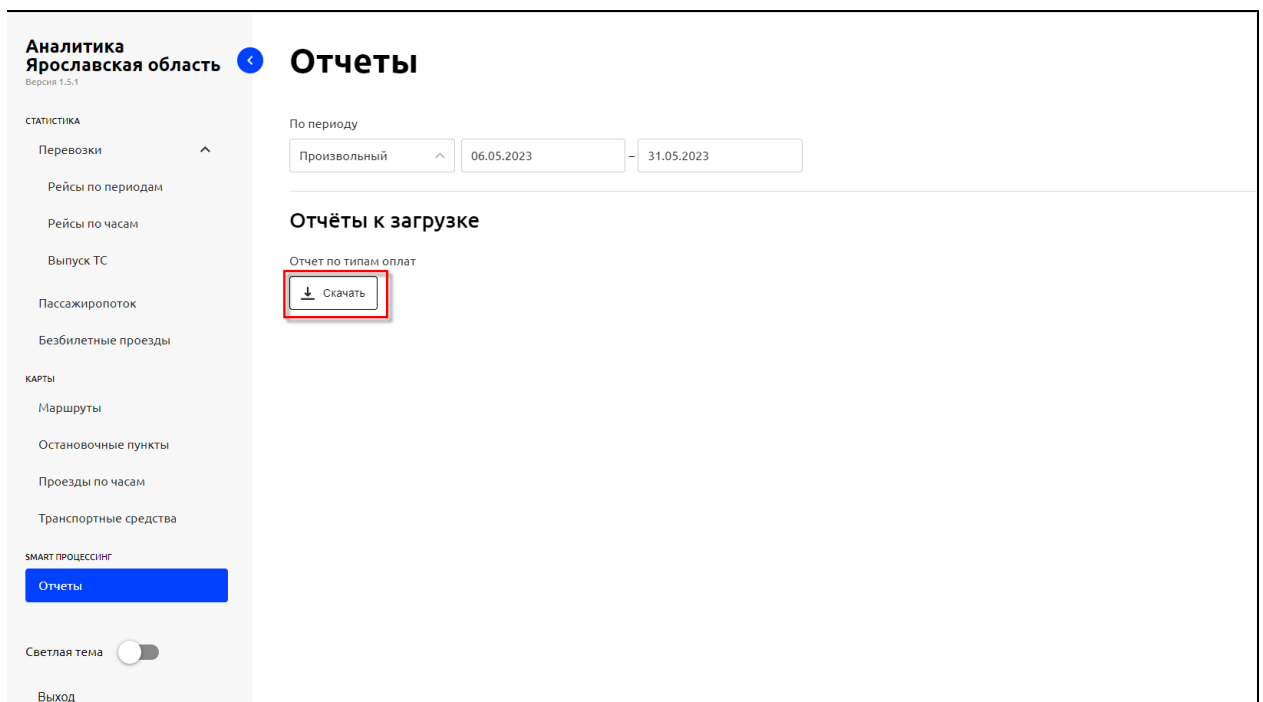 Аналитика
Ярославская область
Версия 1.5.1
СТАТИСТИКА
Перевозки
Рейсы по периодам
Рейсы по часам
Выпуск ТС
Пассажиропоток
Безбилетные проезды
КАРТЫ
Маршруты
Остановочные пункты
Проезды по часам
Транспортные средства
SMART ПРОЦЕССИНГ
Отчеты
Светлая тема
Выход
Отчеты
По периоду
Произвольный 06.05.2023 – 31.05.2023
Отчёты к загрузке
Отчет по типам оплат
Скачать